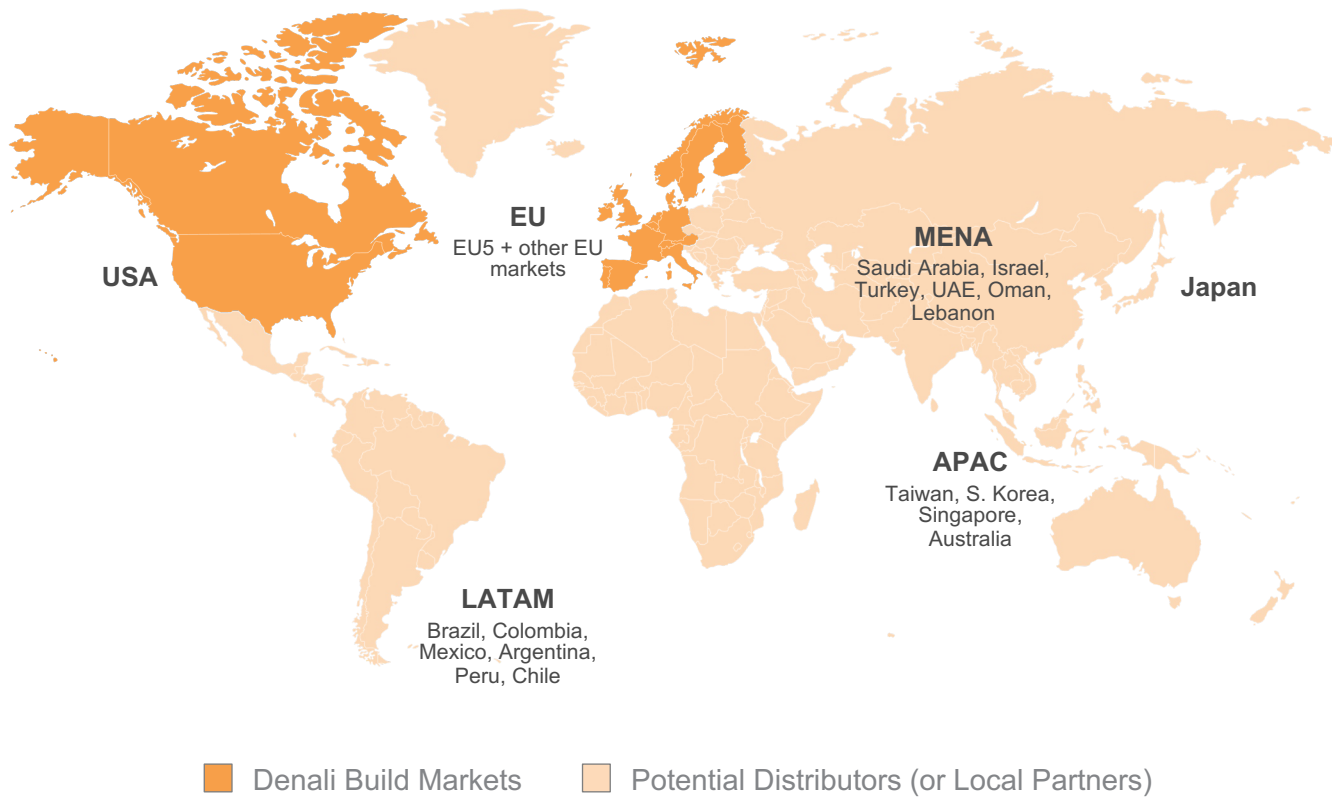 EU
EU5 + other EU
markets
USA
MENA
Saudi Arabia, Israel,
Turkey, UAE, Oman,
Lebanon
Japan
APAC
Taiwan, S. Korea,
Singapore,
Australia
LATAM
Brazil, Colombia,
Mexico, Argentina,
Peru, Chile
Denali Build Markets
Potential Distributors (or Local Partners)